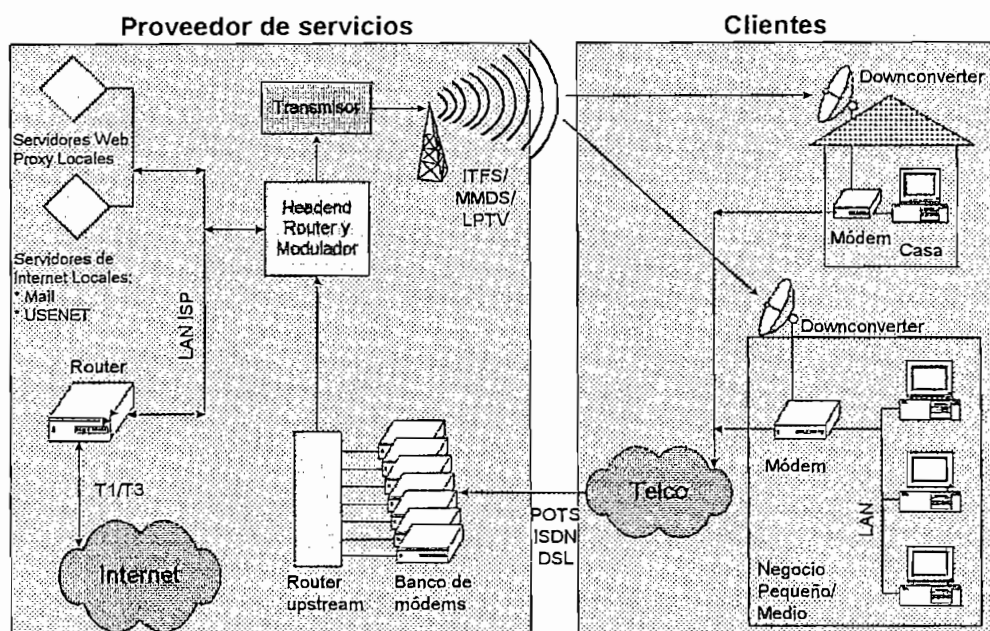 Proveedor de servicios
Clientes
Servidores Web
Proxy Locales
Servidores de
Internet Locales:
* Mail
* USENET
LAN ISP
Router
T1/T3
Internet
Transmisor
Headend
Router y
Modulador
ITFS/
MMDS/
LPTV
Router
upstream
Banco de
módems
POTS
ISDN
DSL
Telco
Downconverter
Módem
Casa
Downconverter
Módem
LAN
Negocio
Pequeño/
Medio